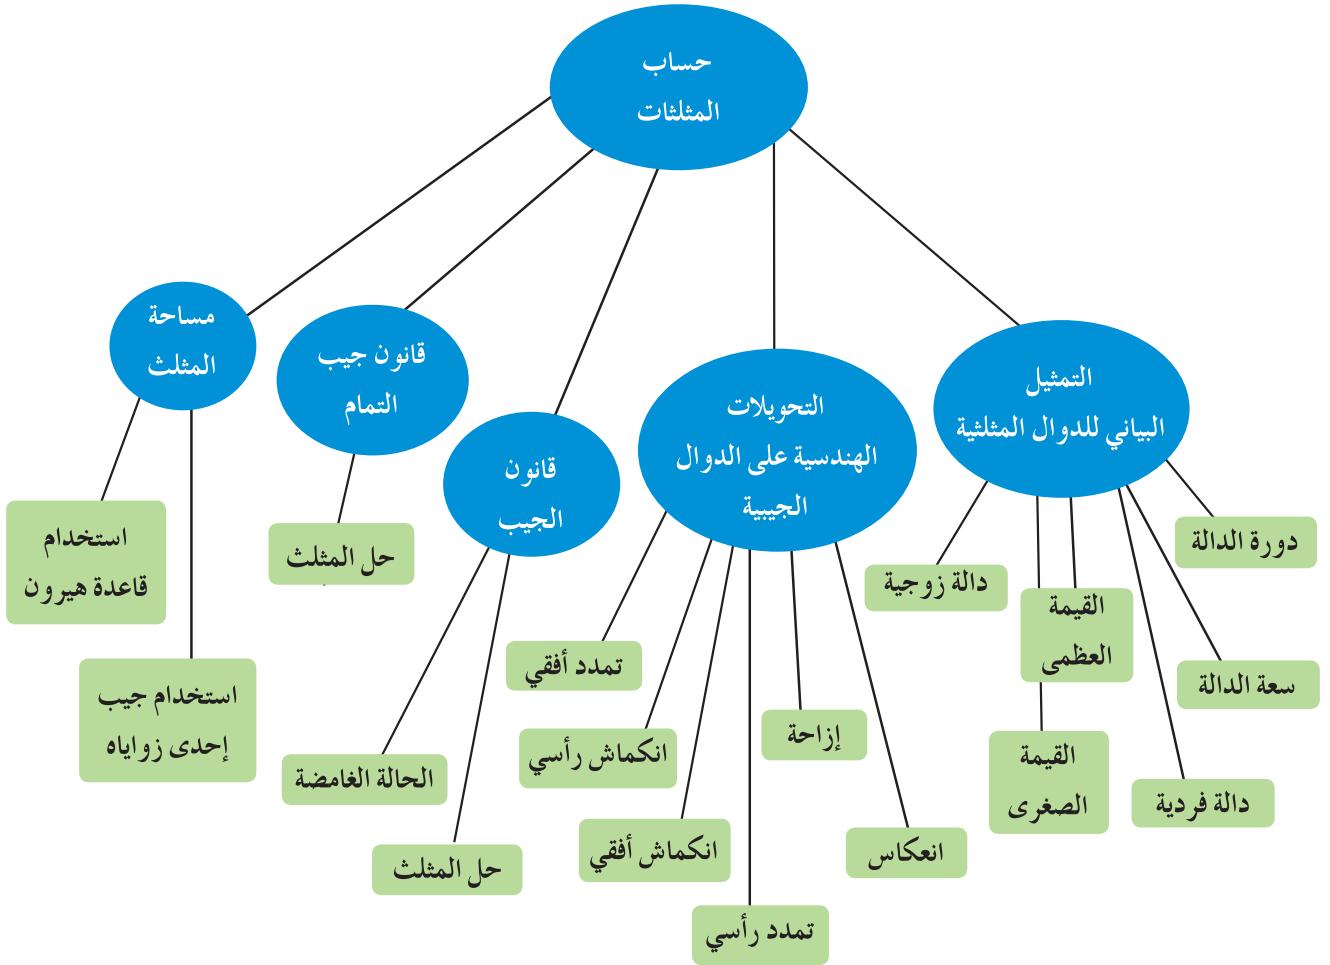 حساب
المثلثات
التمثيل
البياني للدوال المثلثية
دورة الدالة
سعة الدالة
دالة فردية
القيمة
العظمى
القيمة
الصغرى
دالة زوجية
التحويلات
الهندسية على الدوال
الجيبية
انعكاس
إزاحة
تمدد رأسي
انكماش أفقي
انكماش رأسي
تمدد أفقي
قانون
الجيب
حل المثلث
الحالة الغامضة
قانون جيب
التمام
حل المثلث
مساحة
المثلث
استخدام جيب
إحدى زواياه
استخدام
قاعدة هيرون